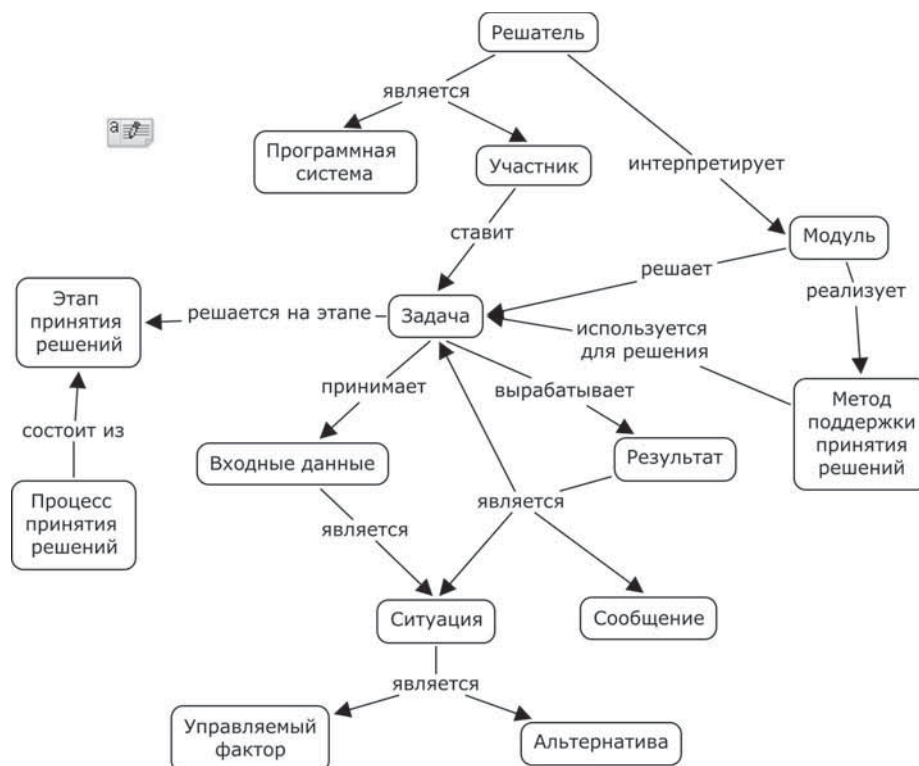 Решатель
является
Программная
система
Участник
интерпретирует
ставит
Модуль
решает
реализует
Этап
принятия
решений
решается на этапе
Задача
используется
для решения
принимает
вырабатывает
Метод
поддержки
принятия
решений
состоит из
Входные данные
Результат
Процесс
принятия
решений
является
является
Ситуация
Сообщение
является
Управляемый
фактор
Альтернатива
a